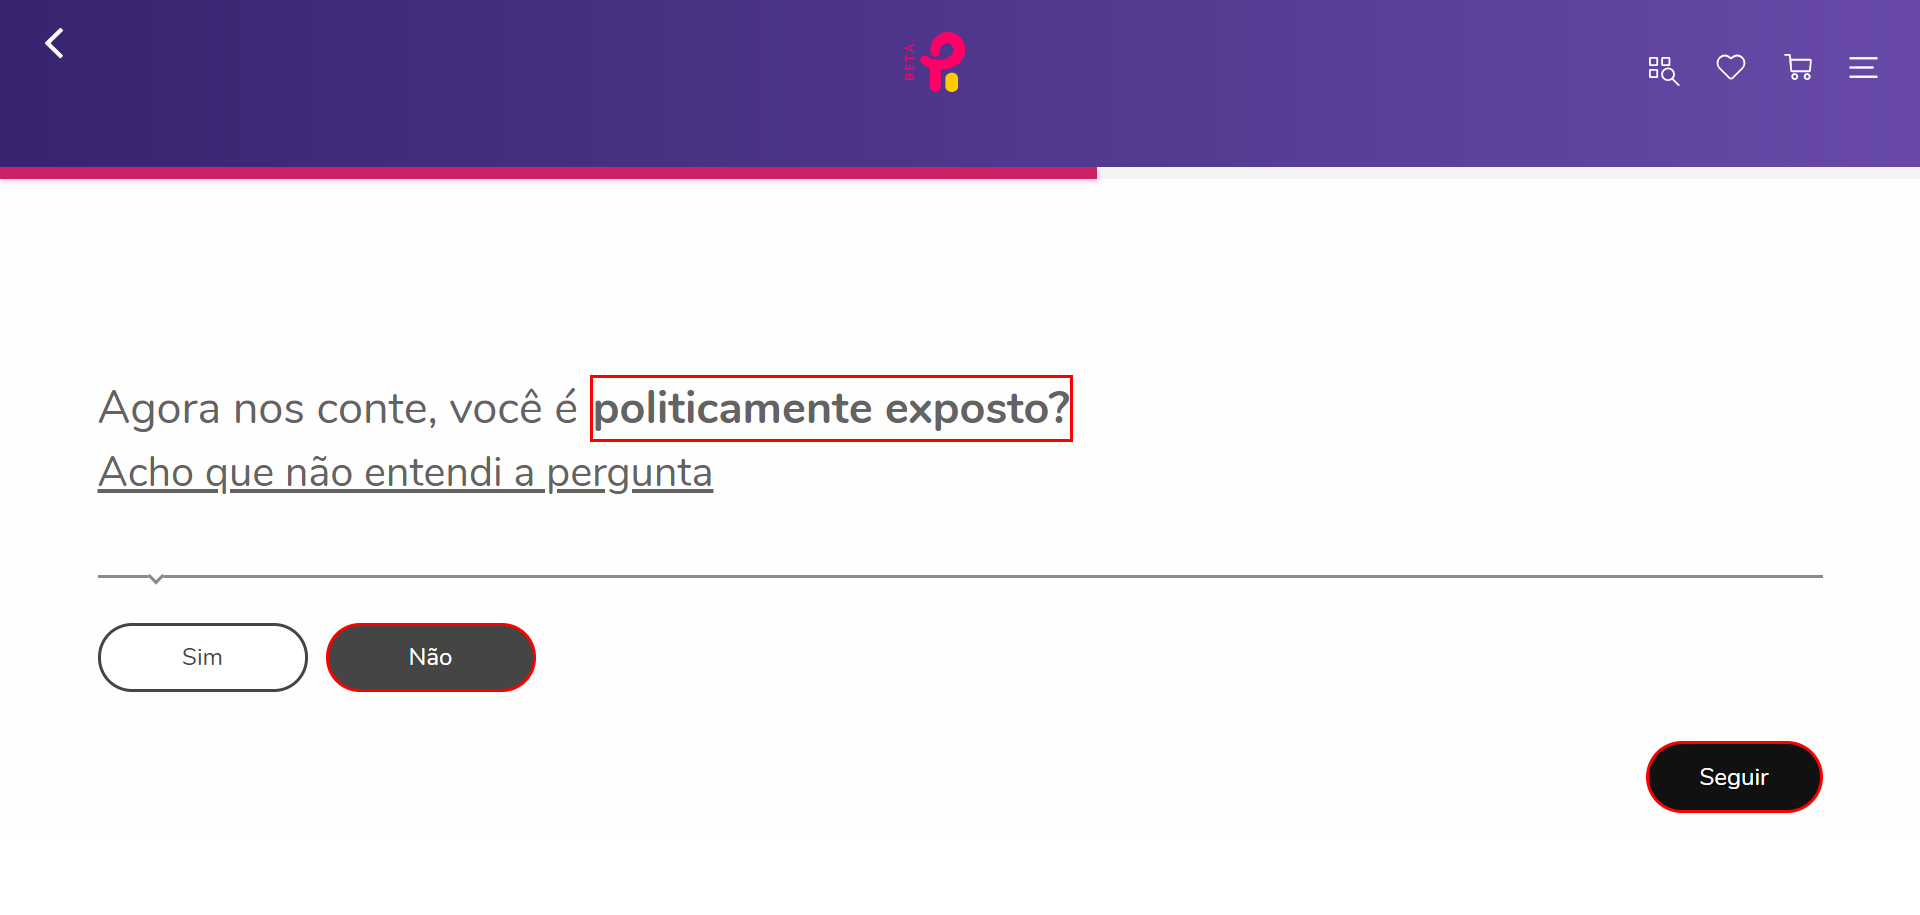 BETA
Agora nos conte, você é politicamente exposto?
Acho que não entendi a pergunta
Sim
Não
Seguir